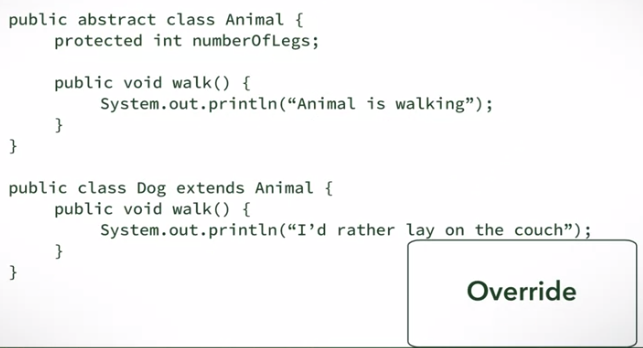 public abstract class Animal {
protected int numberOfLegs;
public void walk() {
System.out.println(“Animal is walking”);
}
}
public class Dog extends Animal {
public void walk() {
System.out.println(“I’d rather lay on the couch”);
}
}
Override